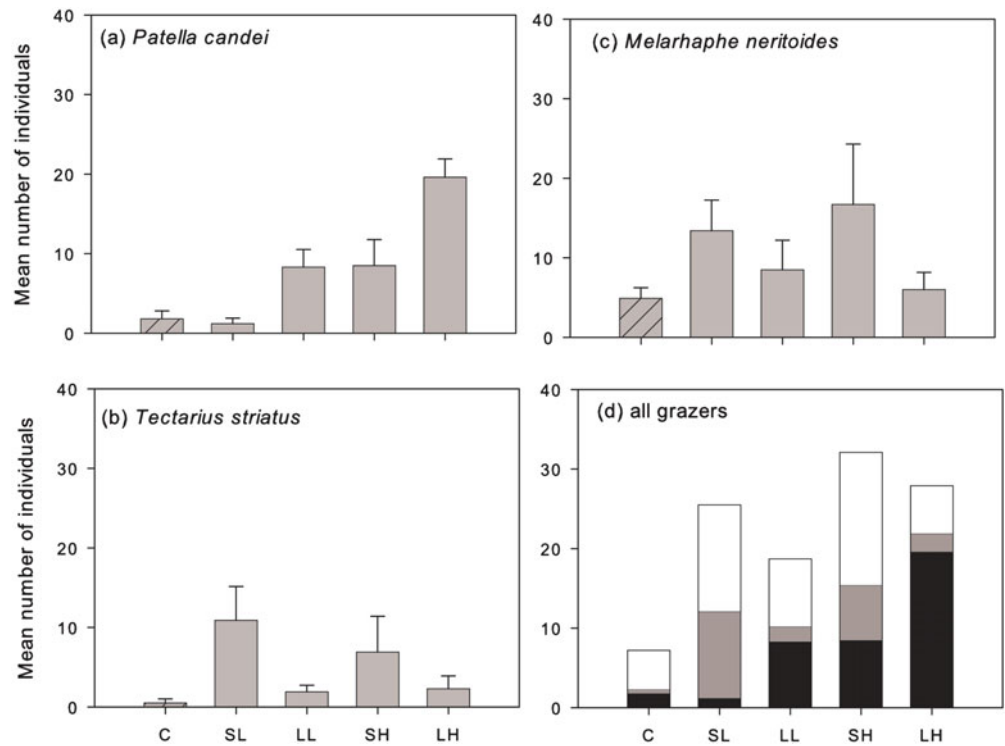 (a) Patella candei
Mean number of individuals
40
30
20
10
0
(c) Melarhaphe neritoides
40
30
20
10
0
(b) Tectarius striatus
Mean number of individuals
40
30
20
10
0
C SL LL SH LH
(d) all grazers
40
30
20
10
0
C SL LL SH LH